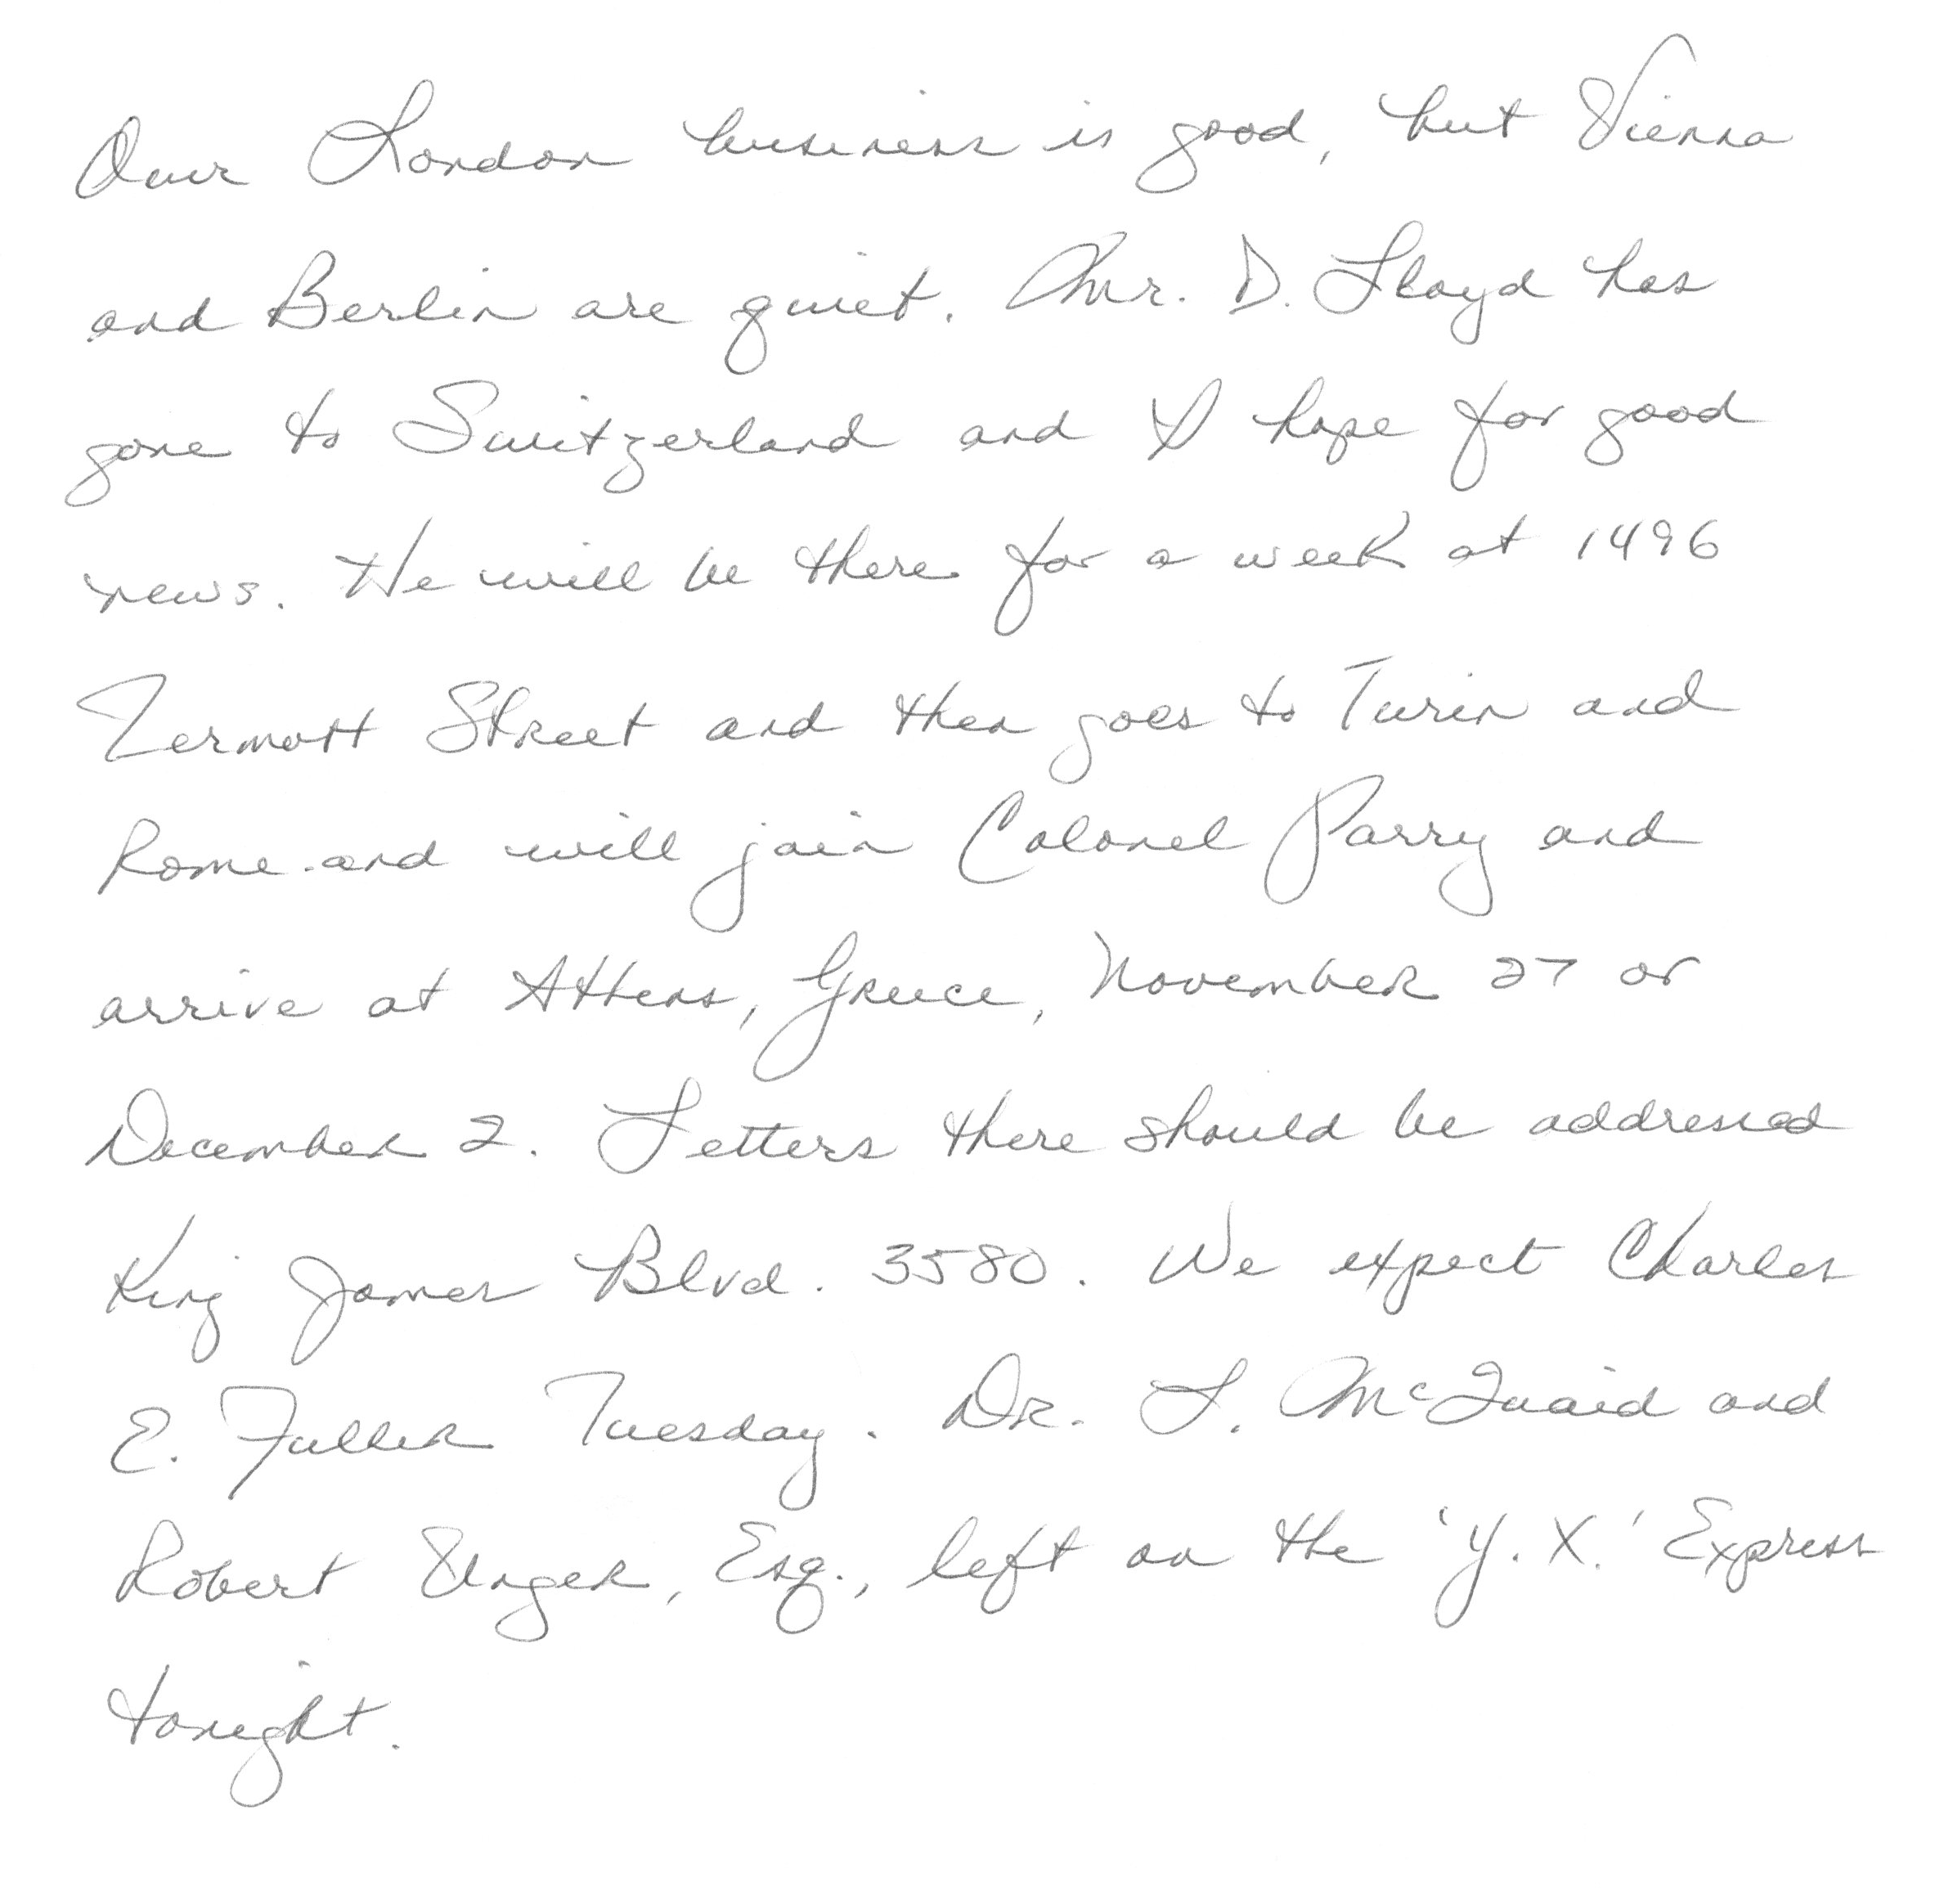 Our London business is good, but Vienna
and Berlin are quiet. Mr. D. Lloyd has
gone to Switzerland and I hope for good
news. He will be there for a week at 1496
Zermott Street and then goes to Turin and
Rome and will join Colonel Parry and
arrive at Athens, Greece, November 27 or
December 2. Letters there should be addressed
King James Blvd. 3580. We expect Charles
E. Fuller Tuesday. Dr. L. McQuaid and
Robert Unger, Esq., left on the 'Y. X.' Express
tonight.